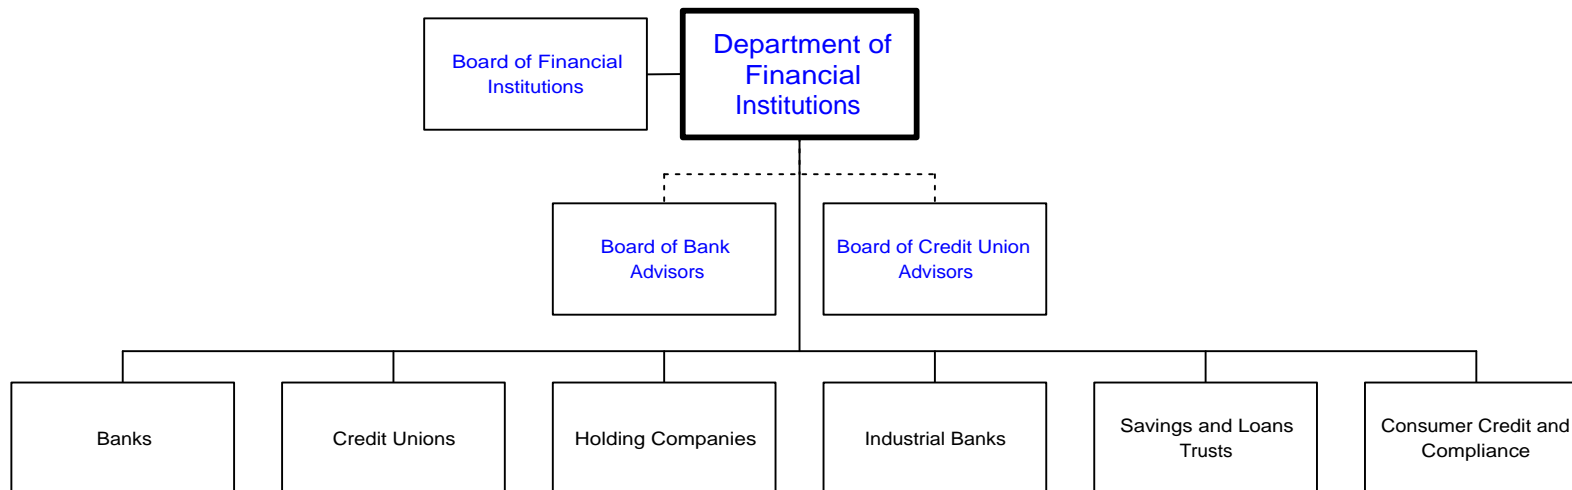 Board of Financial
Institutions
Department of
Financial
Institutions
Board of Bank
Advisors
Board of Credit Union
Advisors
Banks
Credit Unions
Holding Companies
Industrial Banks
Savings and Loans
Trusts
Consumer Credit and
Compliance